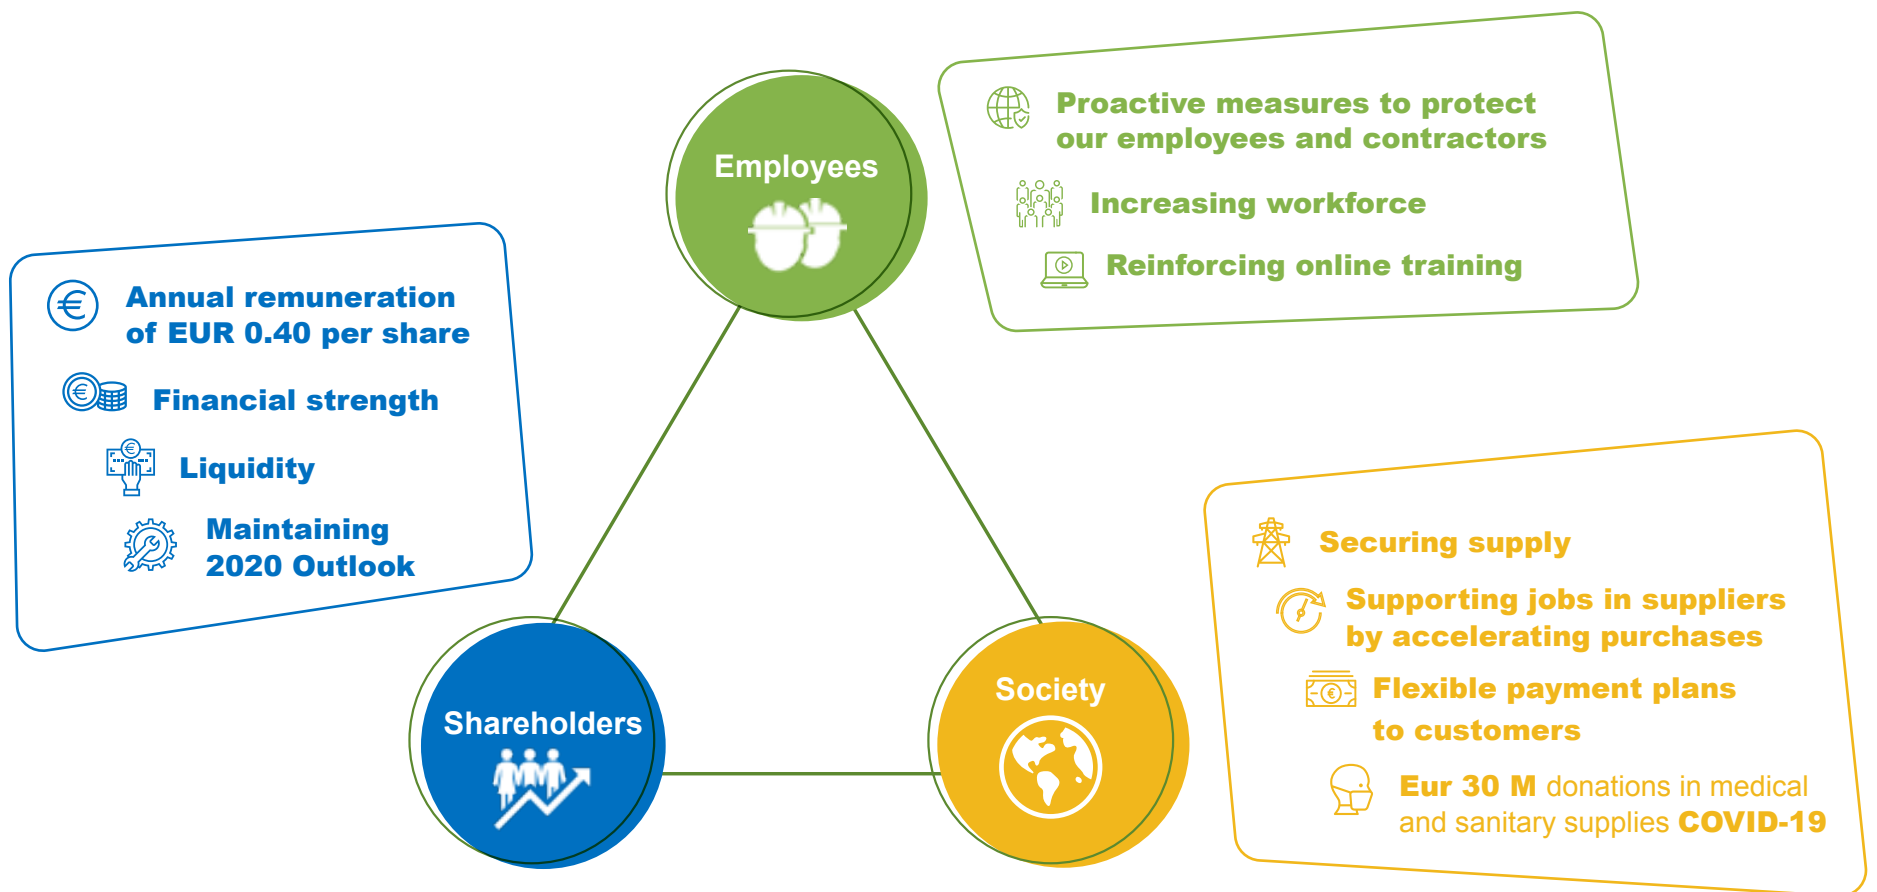 Employees
Proactive measures to protect
our employees and contractors
Increasing workforce
Reinforcing online training
Annual remuneration
of EUR 0.40 per share
Financial strength
Liquidity
Maintaining
2020 Outlook
Shareholders
Society
Securing supply
Supporting jobs in suppliers
by accelerating purchases
Flexible payment plans
to customers
Eur 30 M donations in medical
and sanitary supplies COVID-19